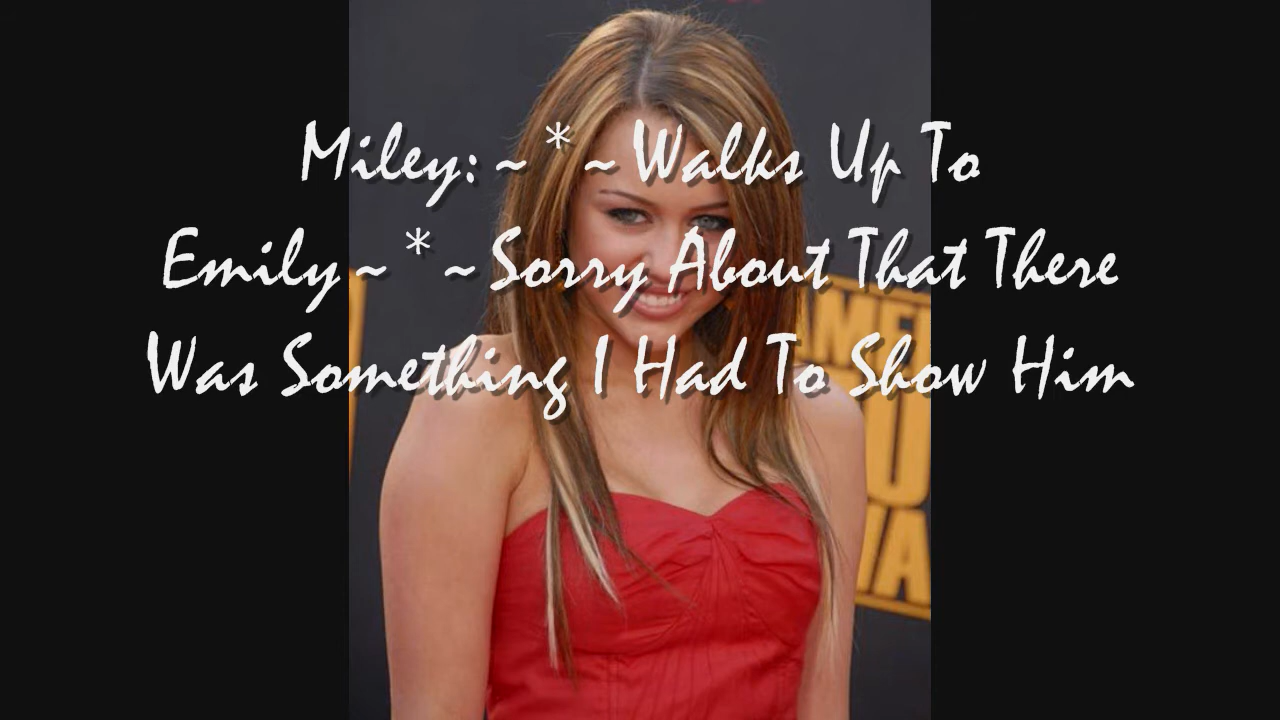 Miley: ~ * ~ Walks Up To
Emily ~ * ~ Sorry About That There
Was Something I Had To Show Him